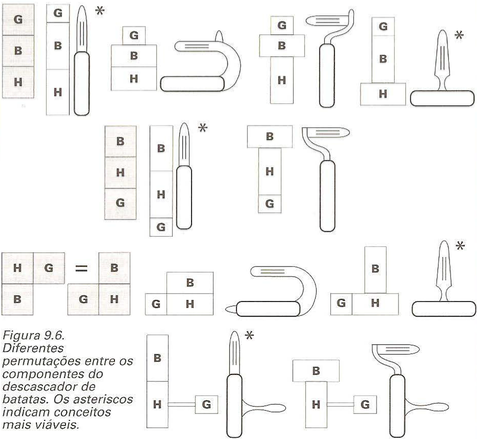 G
B
H
G
B
H
*
G
B
H
G
B
H
G
B
H
*
B
H
G
B
H
G
*
B
H
G
H G = B
B G H
B
G H
B
G H
*
Figura 9.6.
Diferentes
permutações entre os
componentes do
descascador de
batatas. Os asteriscos
indicam conceitos
mais viáveis.
B
H G
*
B
H G